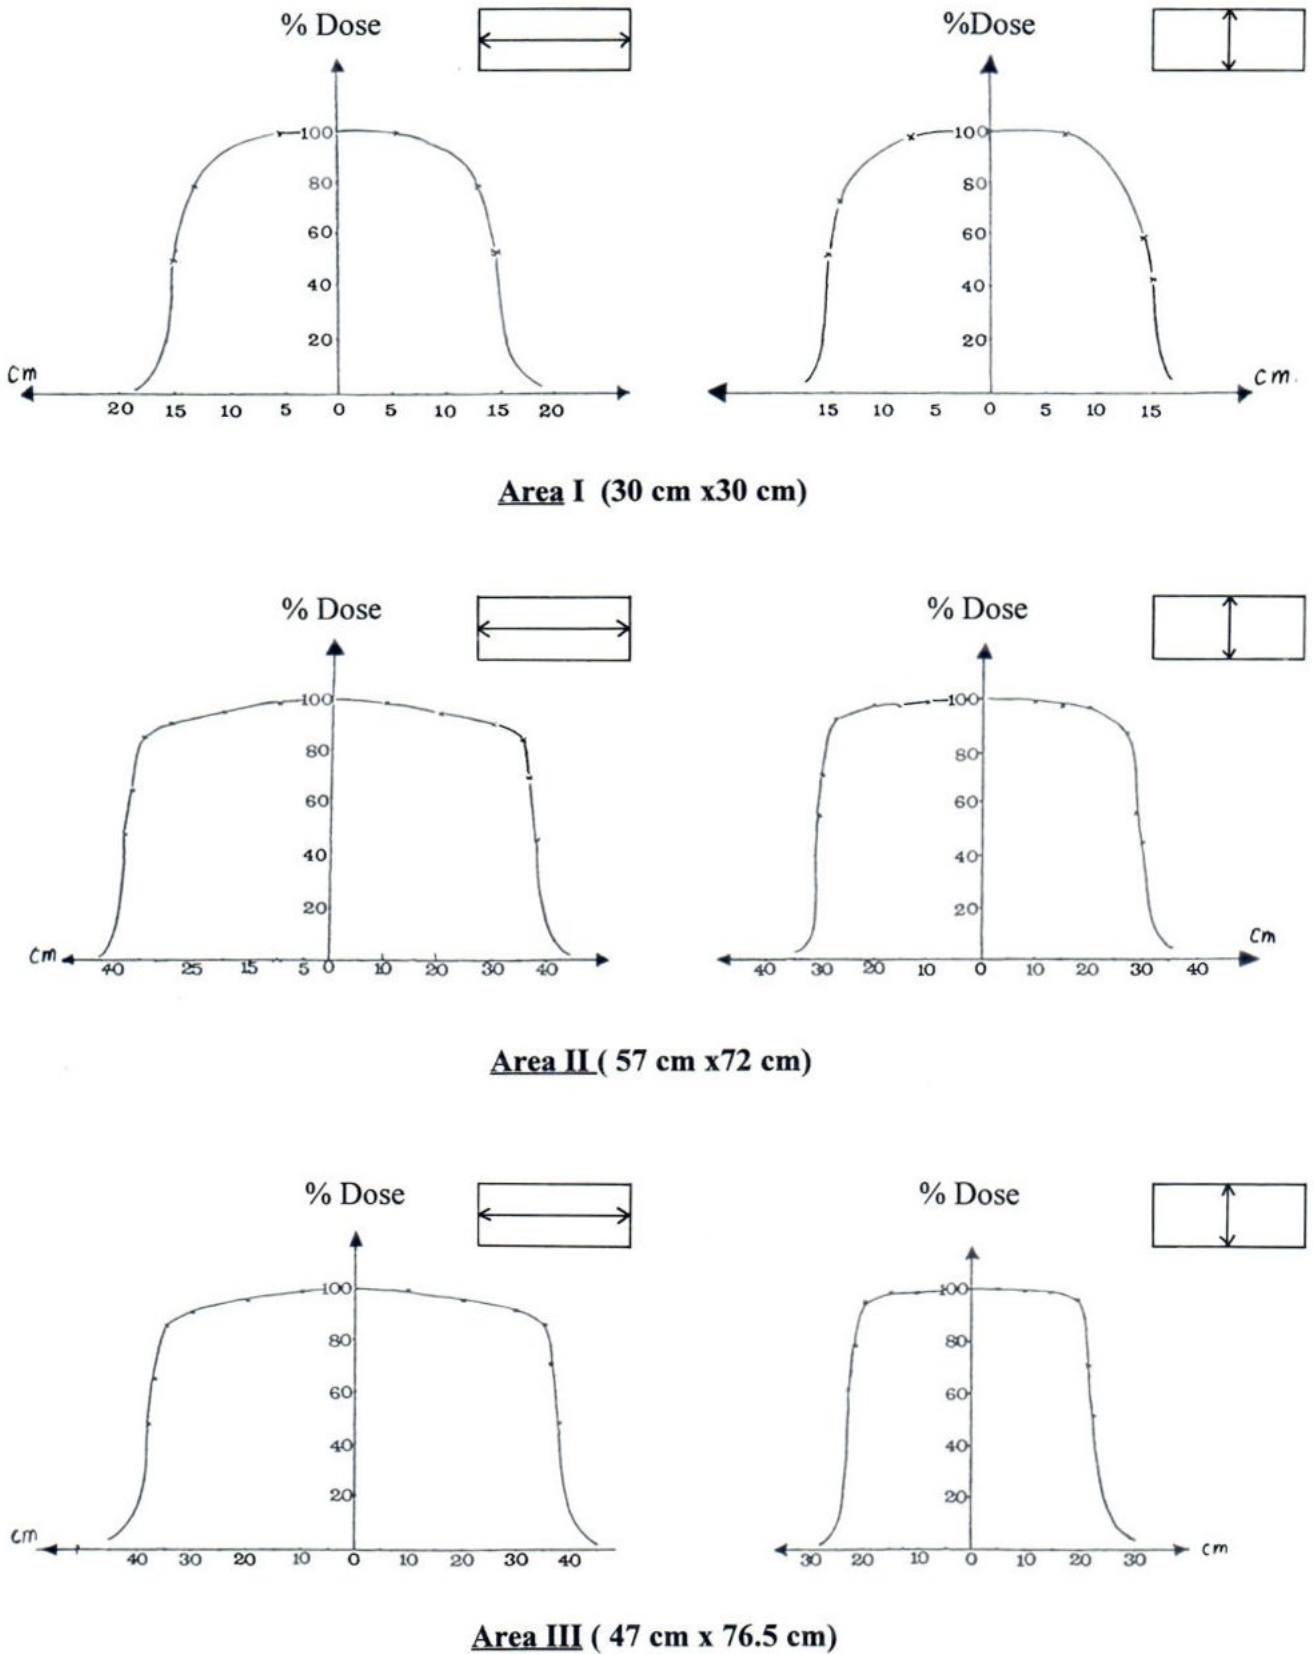 % Dose %Dose
100 100
80 80
60 60
40 40
20 20
cm cm.
20 15 10 5 0 5 10 15 20 15 10 5 0 5 10 15
Area I (30 cm x30 cm)
% Dose % Dose
100 100
80 80
60 60
40 40
20 20
cm cm
40 25 15 5 0 10 20 30 40 40 30 20 10 0 10 20 30 40
Area II ( 57 cm x72 cm)
% Dose % Dose
100 100
80 80
60 60
40 40
20 20
cm cm
40 30 20 10 0 10 20 30 40 30 20 10 0 10 20 30
Area III ( 47 cm x 76.5 cm)